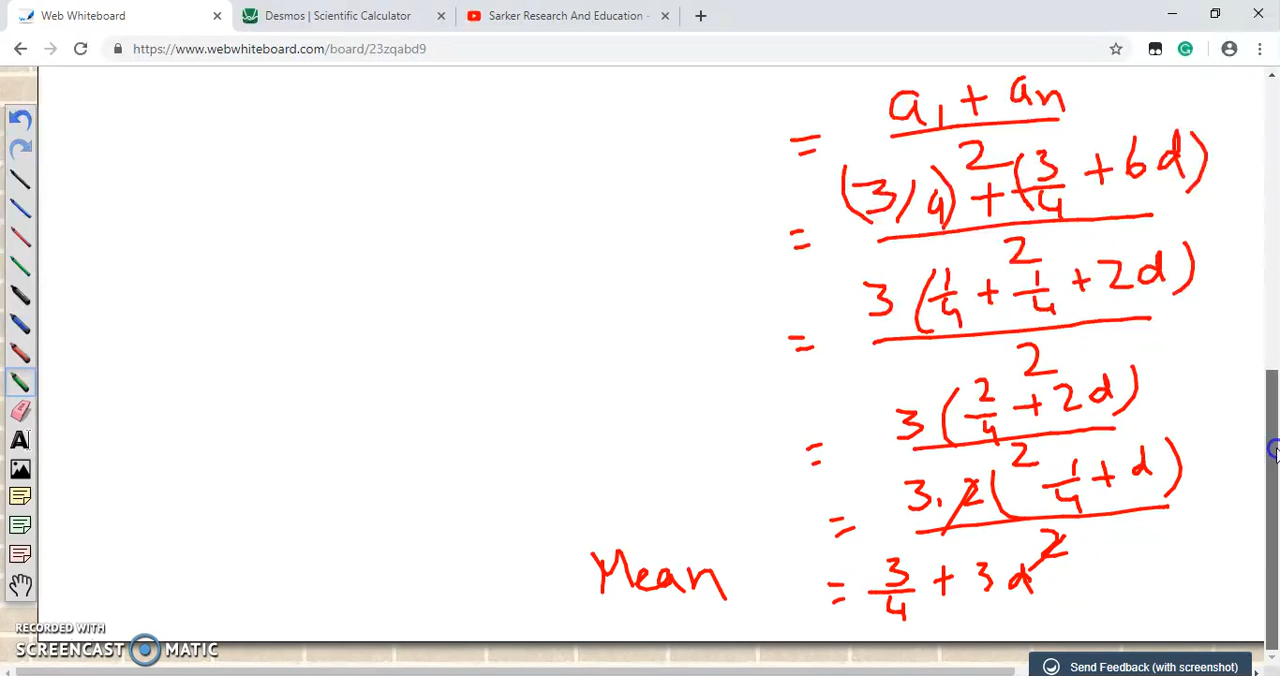 Web Whiteboard
Desmos | Scientific Calculator
Sarker Research And Education -
https://www.webwhiteboard.com/board/23zqabd9
= (a₁ + aₙ)/2
= ((3/4) + (3/4 + 6d))/2
= 3(1/4 + 1/4 + 2d)/2
= 3(2/4 + 2d)/2
= 3.2(1/4 + d)/2
Mean = 3/4 + 3d
A
RECORDED WITH
SCREENCAST MATIC
Send Feedback (with screenshot)